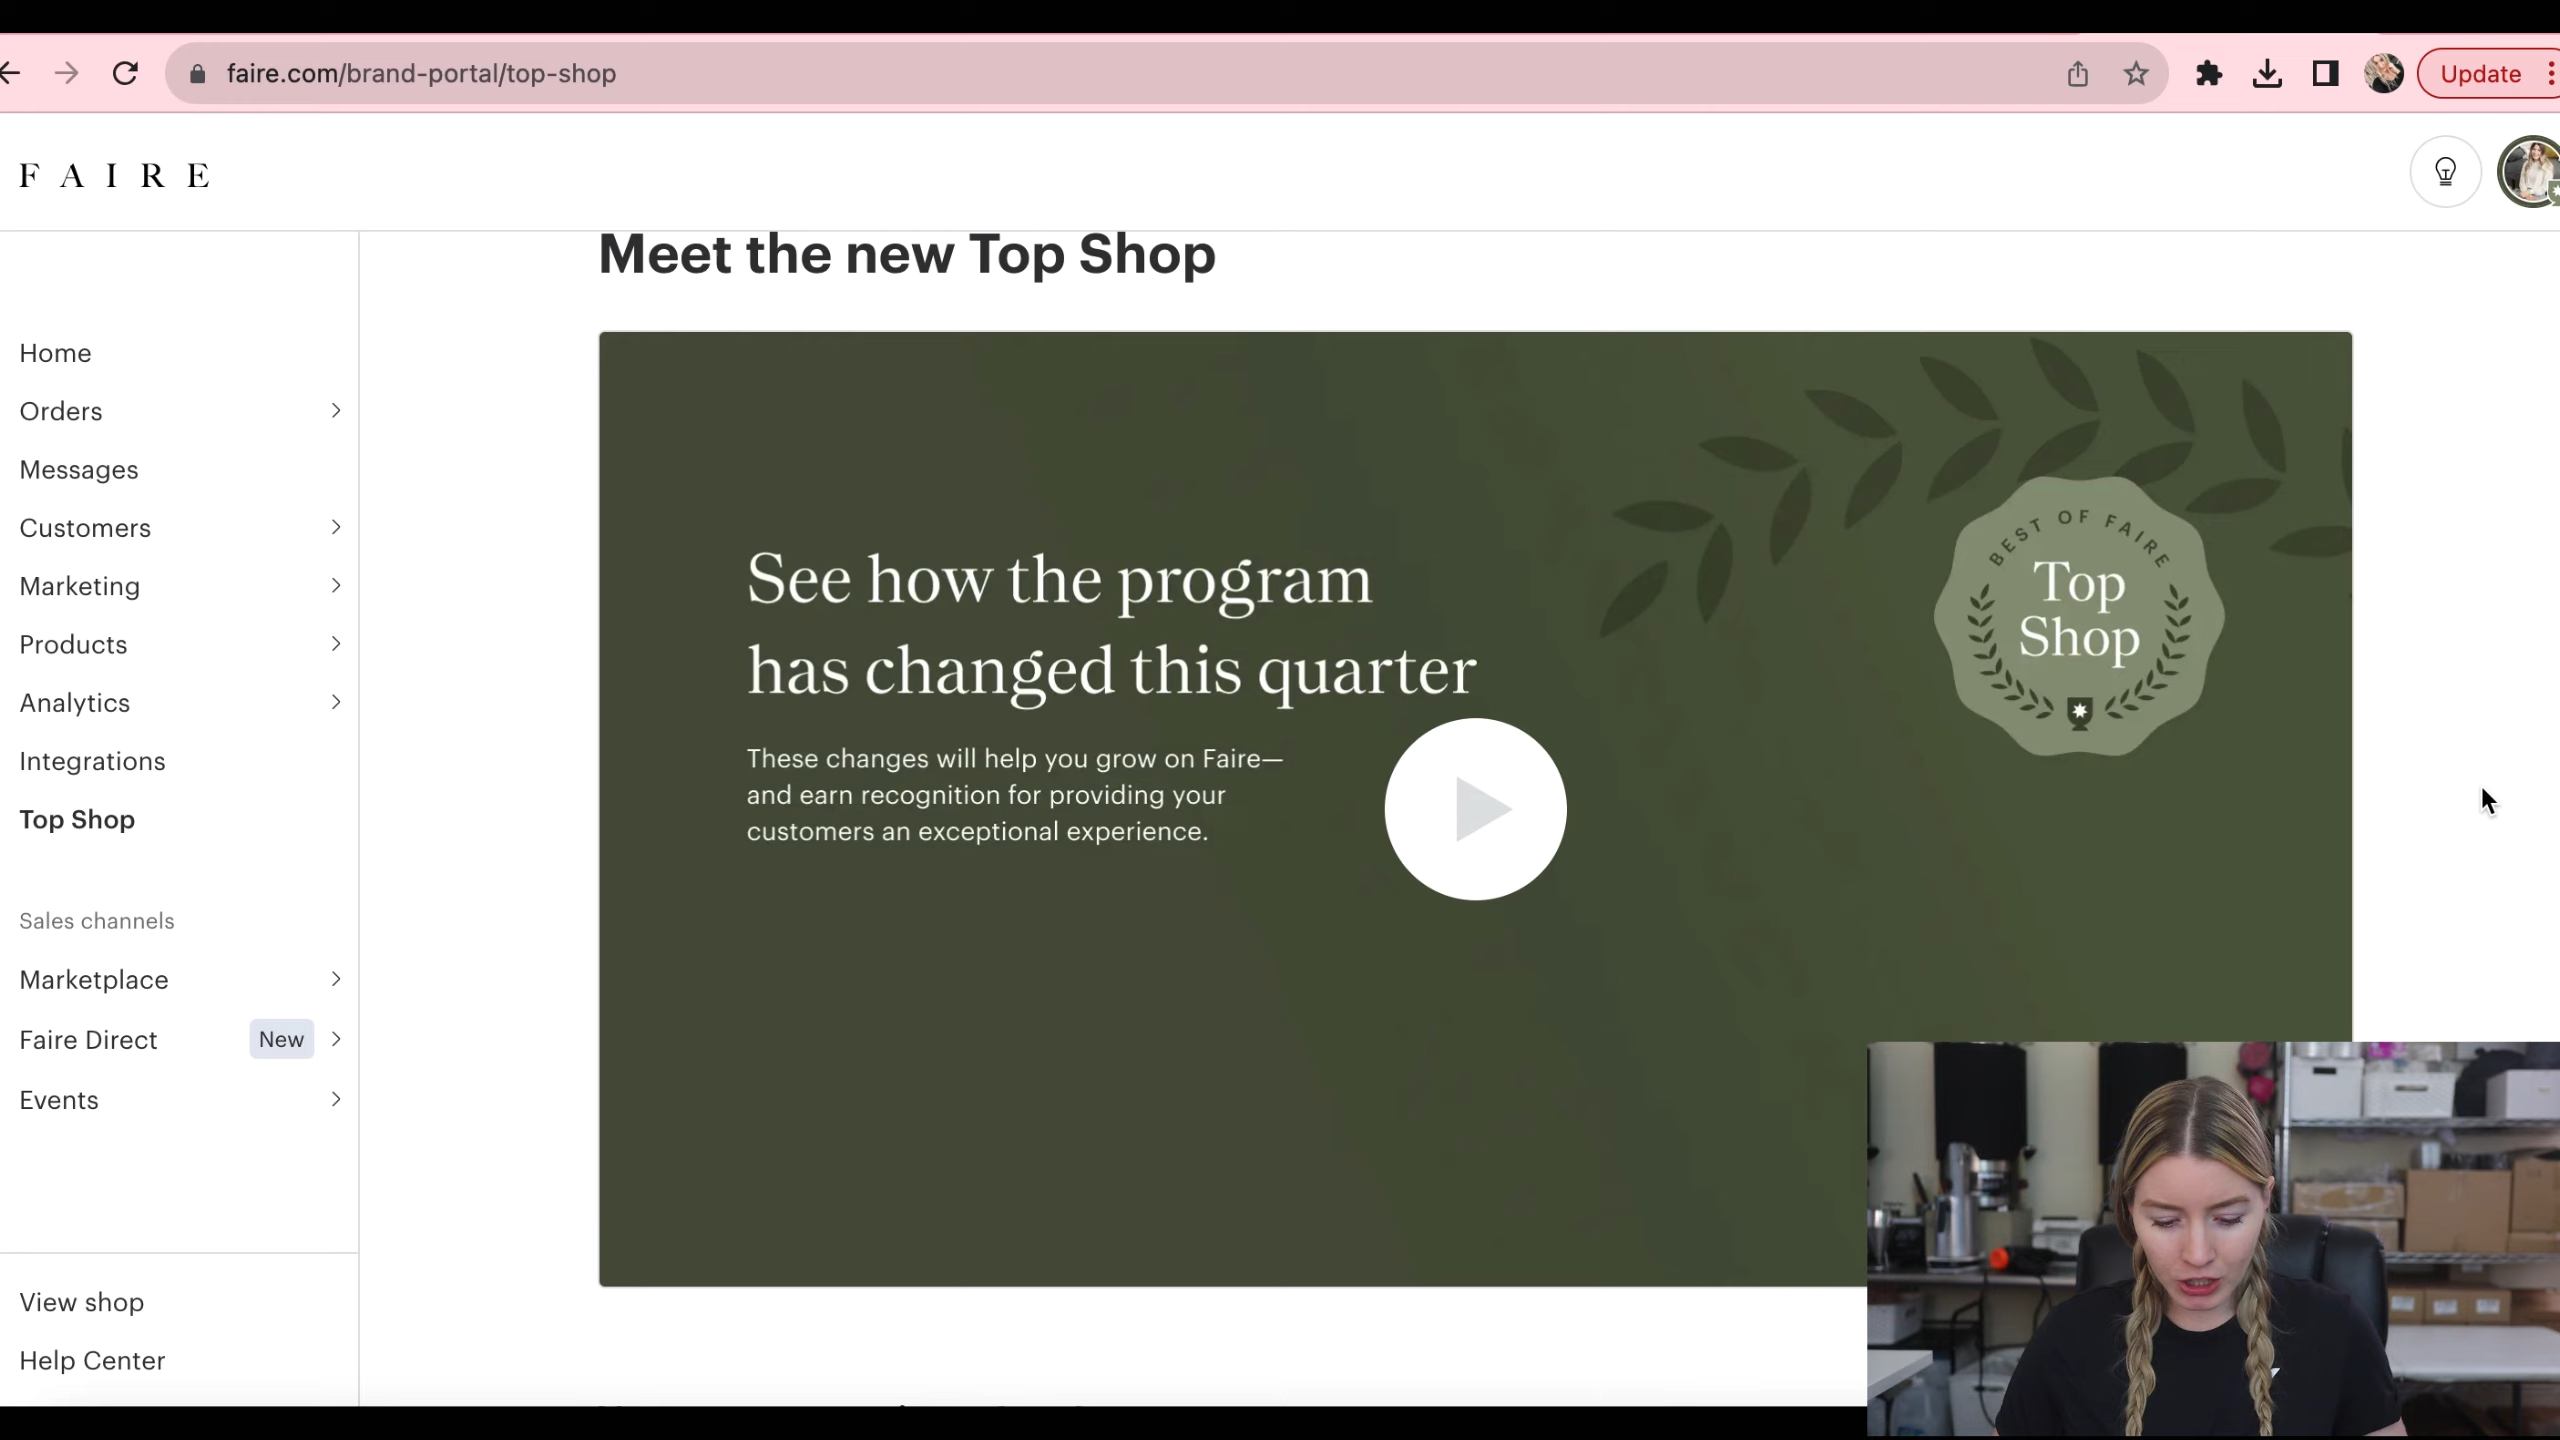 faire.com/brand-portal/top-shop
Update
FAIRE
Meet the new Top Shop
Home
Orders
Messages
Customers
Marketing
Products
Analytics
Integrations
Top Shop
Sales channels
Marketplace
Faire Direct New
Events
View shop
Help Center
See how the program
has changed this quarter
These changes will help you grow on Faire—
and earn recognition for providing your
customers an exceptional experience.
BEST OF FAIRE
Top
Shop